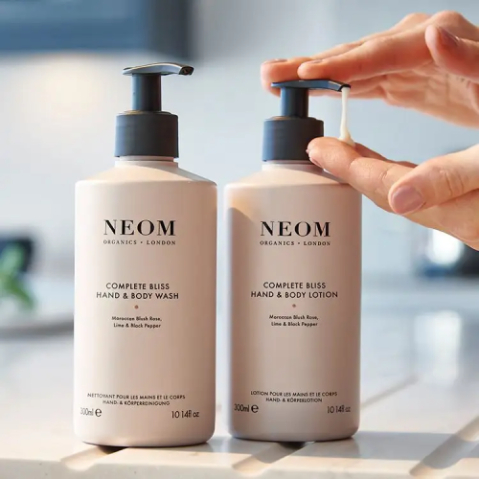 NEOM
ORGANICS • LONDON
COMPLETE BLISS
HAND & BODY WASH
Moroccan Blush Rose,
Lime & Black Pepper
NETTOYANT POUR LES MAINS ET LE CORPS
HAND- & KÖRPERREINIGUNG
300ml e
10.14fl oz
NEOM
ORGANICS • LONDON
COMPLETE BLISS
HAND & BODY LOTION
Moroccan Blush Rose,
Lime & Black Pepper
LOTION POUR LES MAINS ET LE CORPS
HAND- & KÖRPERLOTION
300ml e
10.14fl oz